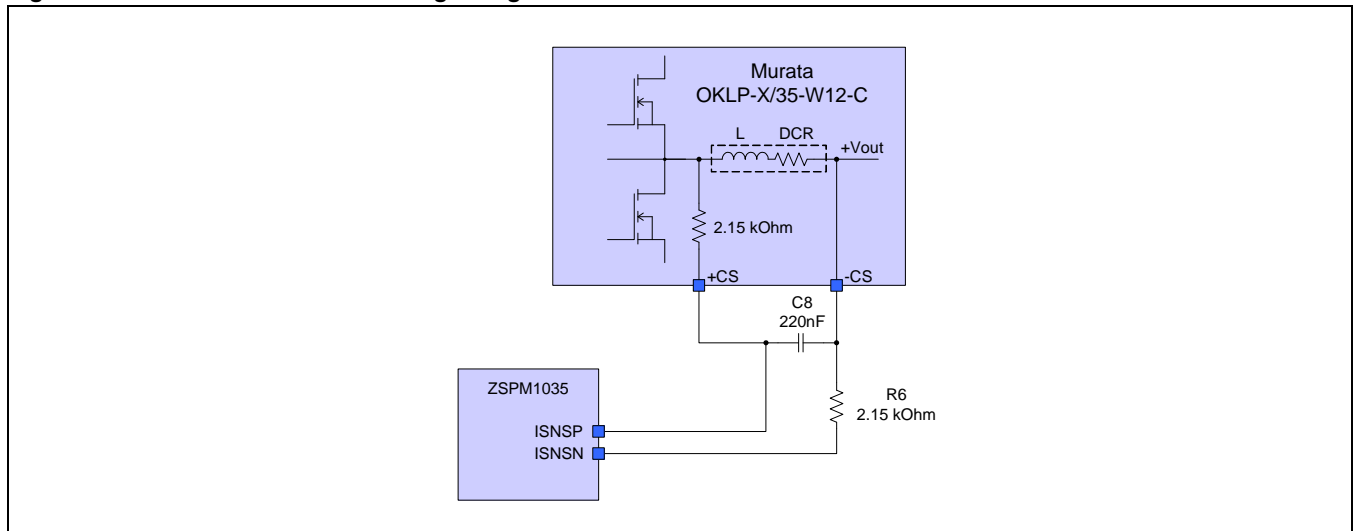 Murata
OKLP-X/35-W12-C
L DCR
+Vout
2.15 kOhm
+CS
-CS
C8
220nF
ZSPM1035
R6
2.15 kOhm
ISNSP
ISNSN